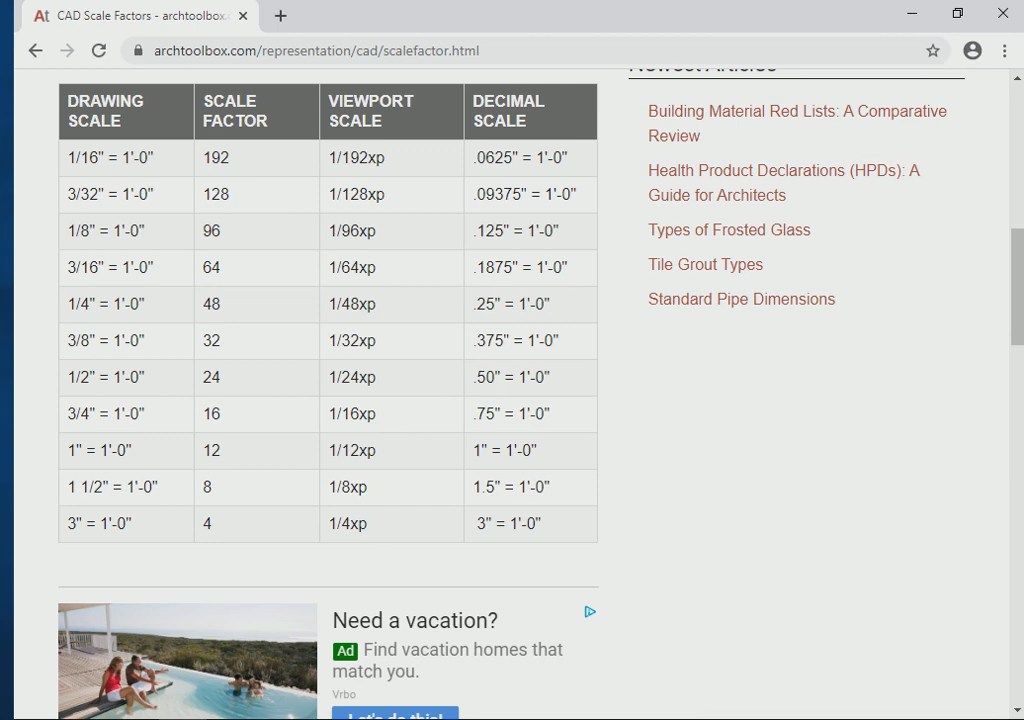 CAD Scale Factors - archtoolbox.
archtoolbox.com/representation/cad/scalefactor.html
DRAWING SCALE SCALE FACTOR VIEWPORT SCALE DECIMAL SCALE
1/16" = 1'-0" 192 1/192xp .0625" = 1'-0"
3/32" = 1'-0" 128 1/128xp .09375" = 1'-0"
1/8" = 1'-0" 96 1/96xp .125" = 1'-0"
3/16" = 1'-0" 64 1/64xp .1875" = 1'-0"
1/4" = 1'-0" 48 1/48xp .25" = 1'-0"
3/8" = 1'-0" 32 1/32xp .375" = 1'-0"
1/2" = 1'-0" 24 1/24xp .50" = 1'-0"
3/4" = 1'-0" 16 1/16xp .75" = 1'-0"
1" = 1'-0" 12 1/12xp 1" = 1'-0"
1 1/2" = 1'-0" 8 1/8xp 1.5" = 1'-0"
3" = 1'-0" 4 1/4xp 3" = 1'-0"
Newest Articles
Building Material Red Lists: A Comparative
Review
Health Product Declarations (HPDs): A
Guide for Architects
Types of Frosted Glass
Tile Grout Types
Standard Pipe Dimensions
Need a vacation?
Ad Find vacation homes that
match you.
Vrbo
Let's do this!